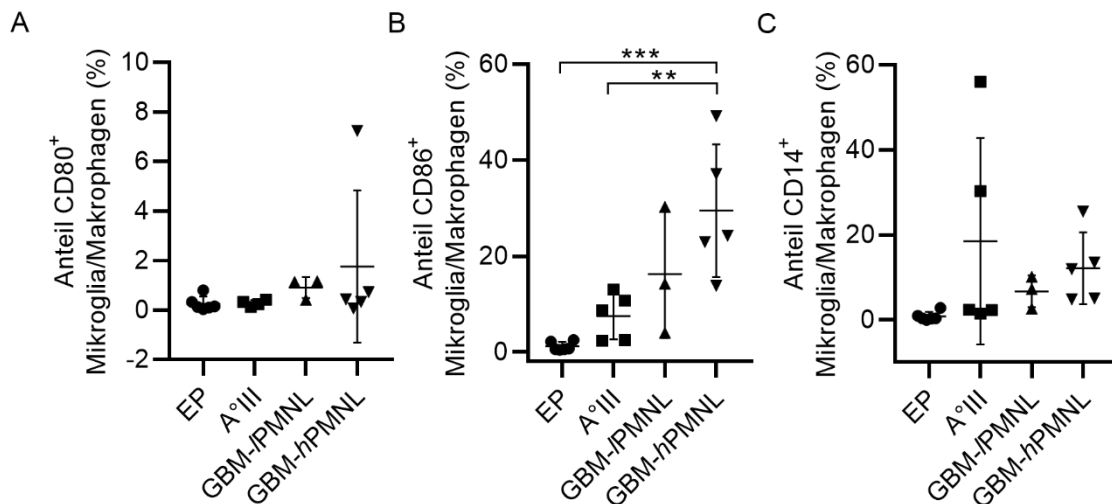 A
Anteil CD80+
Mikroglia/Makrophagen (%)
10
8
6
4
2
0
-2
EP
A°III
GBM-lPMNL
GBM-hPMNL
B
Anteil CD86+
Mikroglia/Makrophagen (%)
60
40
20
0
***
**
EP
A°III
GBM-lPMNL
GBM-hPMNL
C
Anteil CD14+
Mikroglia/Makrophagen (%)
60
40
20
0
EP
A°III
GBM-lPMNL
GBM-hPMNL